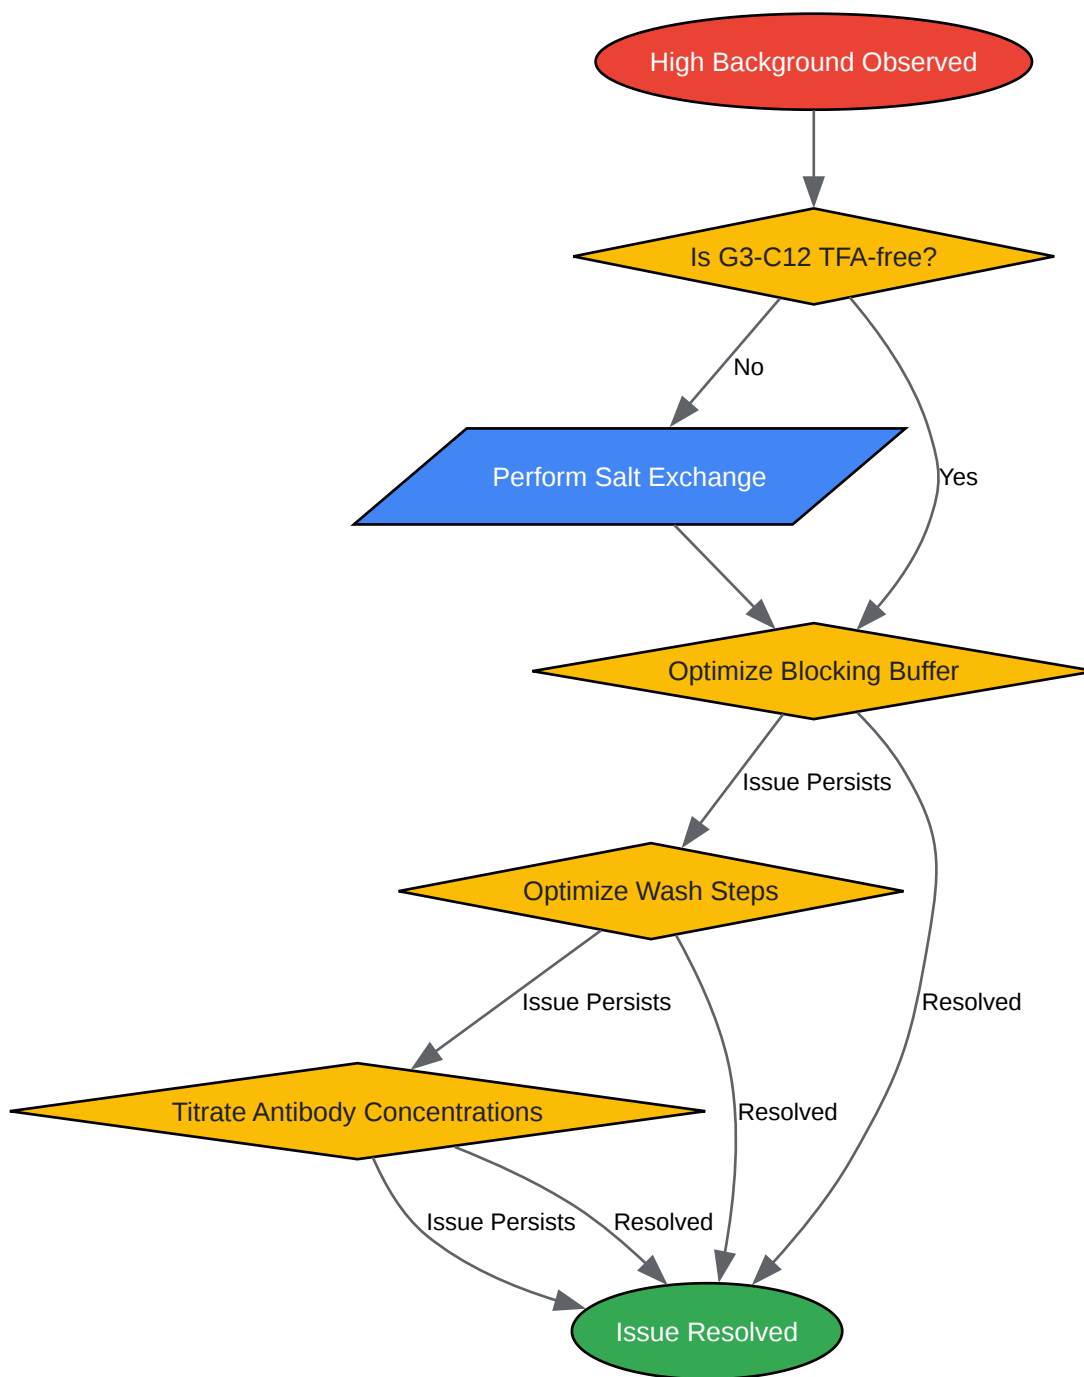 High Background Observed
Is G3-C12 TFA-free?
No
Yes
Perform Salt Exchange
Optimize Blocking Buffer
Issue Persists
Optimize Wash Steps
Issue Persists
Resolved
Titrate Antibody Concentrations
Resolved
Issue Persists
Resolved
Issue Resolved